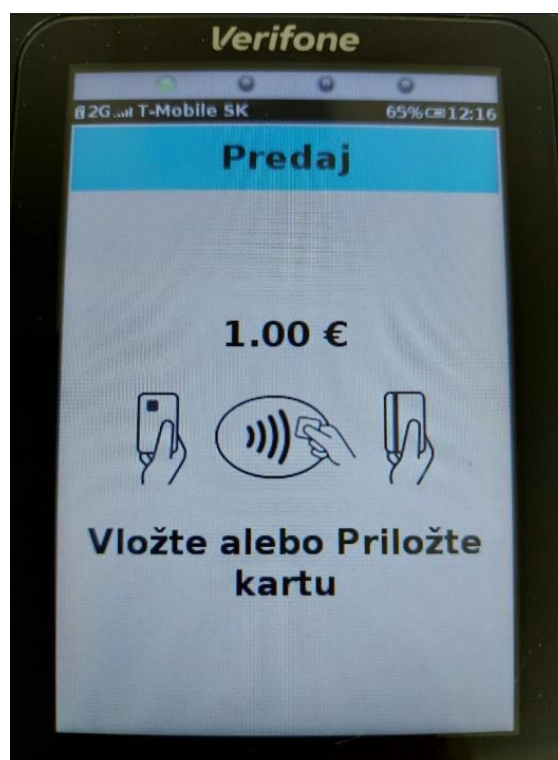 Verifone
2G T-Mobile SK 65% 12:16
Predaj
1.00 €
Vložte alebo Priložte
kartu